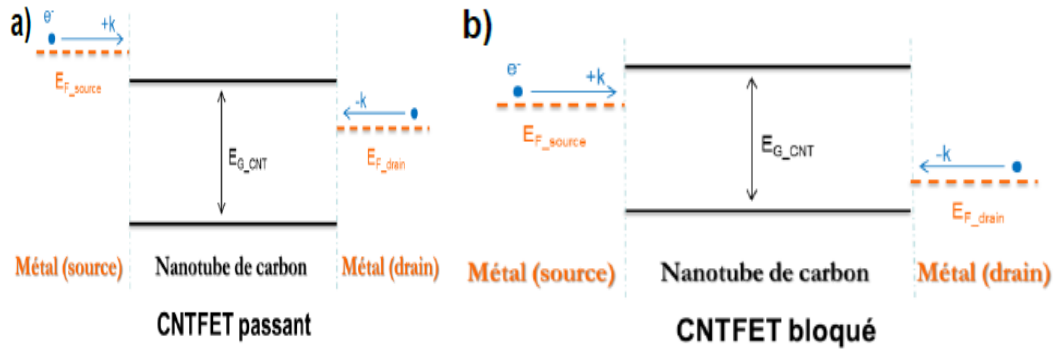 a)
e-
+k
E_F_source
-k
E_G_CNT
E_F_drain
Métal (source) Nanotube de carbon Métal (drain)
CNTFET passant
b)
e-
+k
E_F_source
E_G_CNT
-k
E_F_drain
Métal (source) Nanotube de carbon Métal (drain)
CNTFET bloqué